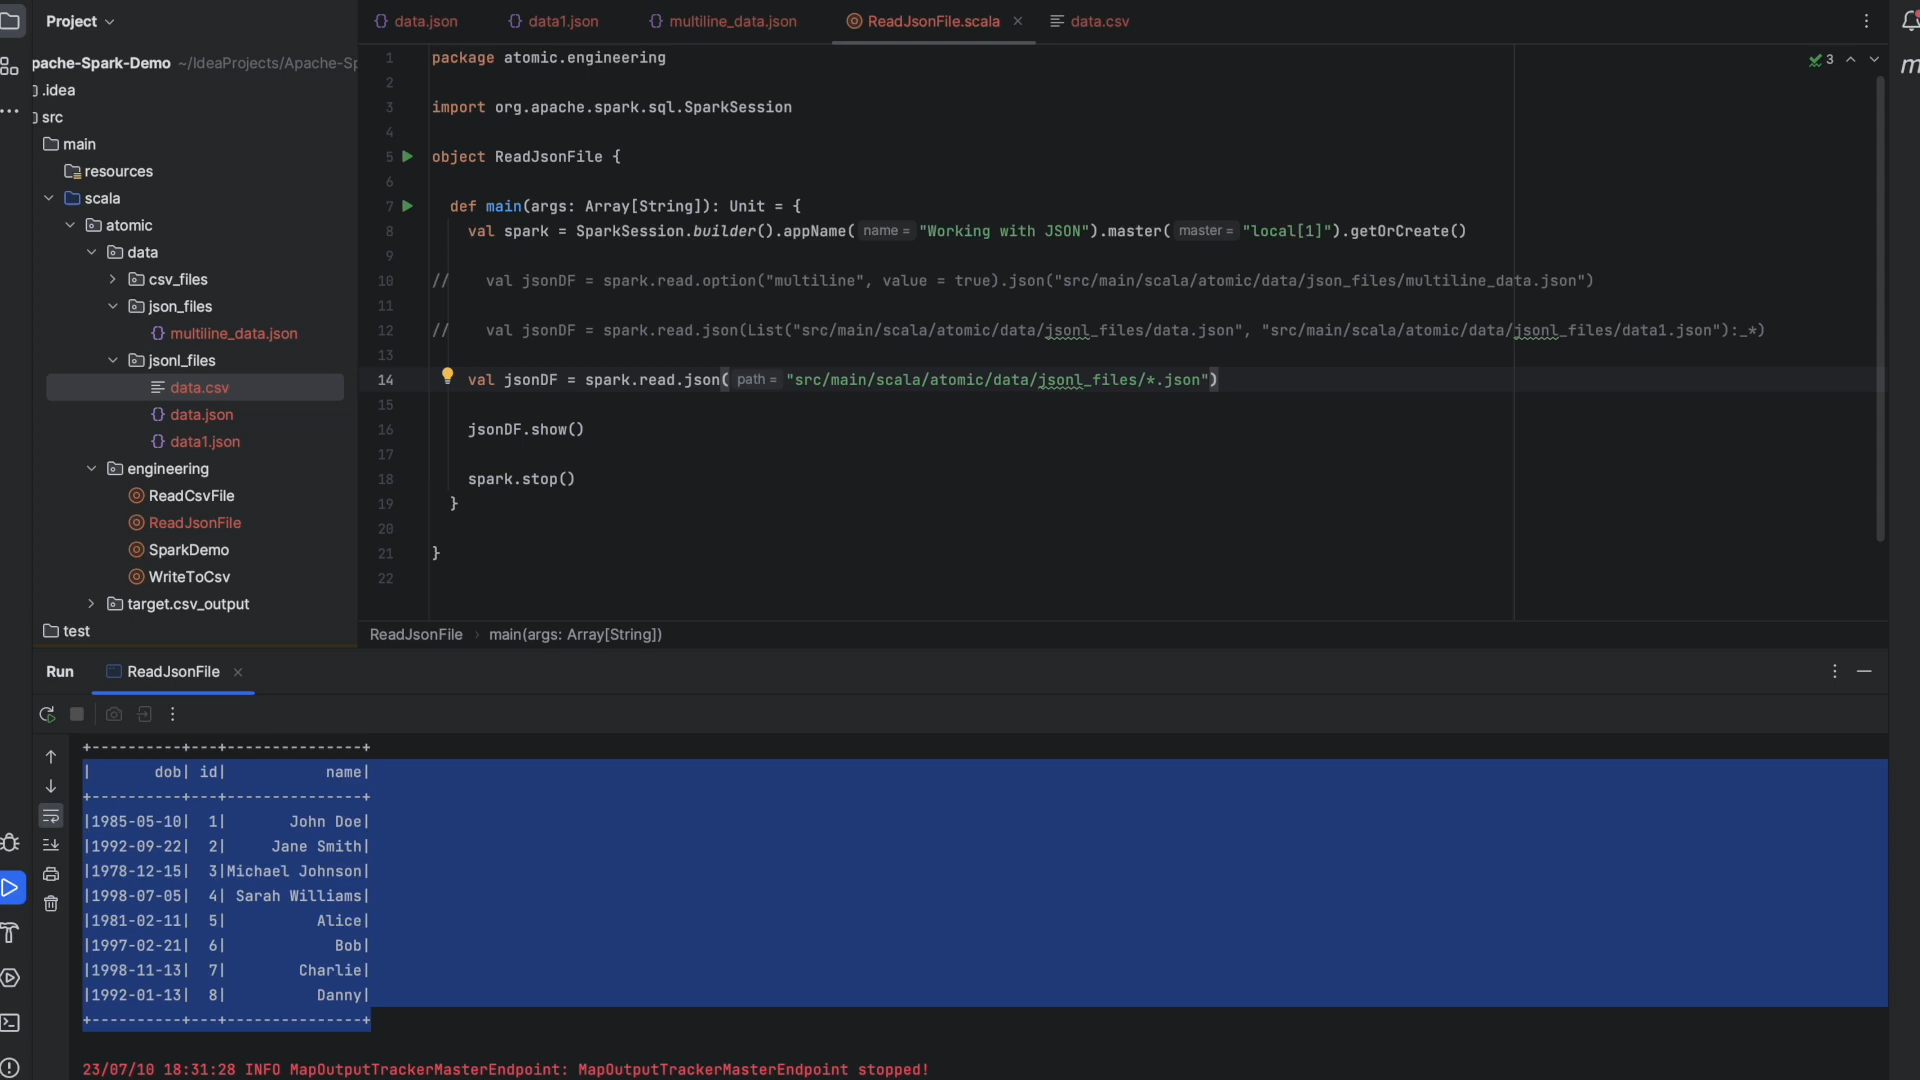 Project
pache-Spark-Demo ~/IdeaProjects/Apache-Sp
.idea
src
main
resources
scala
atomic
data
csv_files
json_files
multiline_data.json
jsonl_files
data.csv
data.json
data1.json
engineering
ReadCsvFile
ReadJsonFile
SparkDemo
WriteToCsv
target.csv_output
test
data.json data1.json multiline_data.json ReadJsonFile.scala data.csv
3
m
1 package atomic.engineering
2
3 import org.apache.spark.sql.SparkSession
4
5 object ReadJsonFile {
6
7 def main(args: Array[String]): Unit = {
8 val spark = SparkSession.builder().appName( name = "Working with JSON").master( master = "local[1]").getOrCreate()
9
10 // val jsonDF = spark.read.option("multiline", value = true).json("src/main/scala/atomic/data/json_files/multiline_data.json")
11
12 // val jsonDF = spark.read.json(List("src/main/scala/atomic/data/jsonl_files/data.json", "src/main/scala/atomic/data/jsonl_files/data1.json"):_*)
13
14 val jsonDF = spark.read.json( path = "src/main/scala/atomic/data/jsonl_files/*.json")
15
16 jsonDF.show()
17
18 spark.stop()
19 }
20
21 }
22
ReadJsonFile › main(args: Array[String])
Run ReadJsonFile
+----------+---+---------------+
|       dob| id|           name|
+----------+---+---------------+
|1985-05-10|  1|       John Doe|
|1992-09-22|  2|     Jane Smith|
|1978-12-15|  3|Michael Johnson|
|1998-07-05|  4| Sarah Williams|
|1981-02-11|  5|          Alice|
|1997-02-21|  6|            Bob|
|1998-11-13|  7|        Charlie|
|1992-01-13|  8|          Danny|
+----------+---+---------------+
23/07/10 18:31:28 INFO MapOutputTrackerMasterEndpoint: MapOutputTrackerMasterEndpoint stopped!